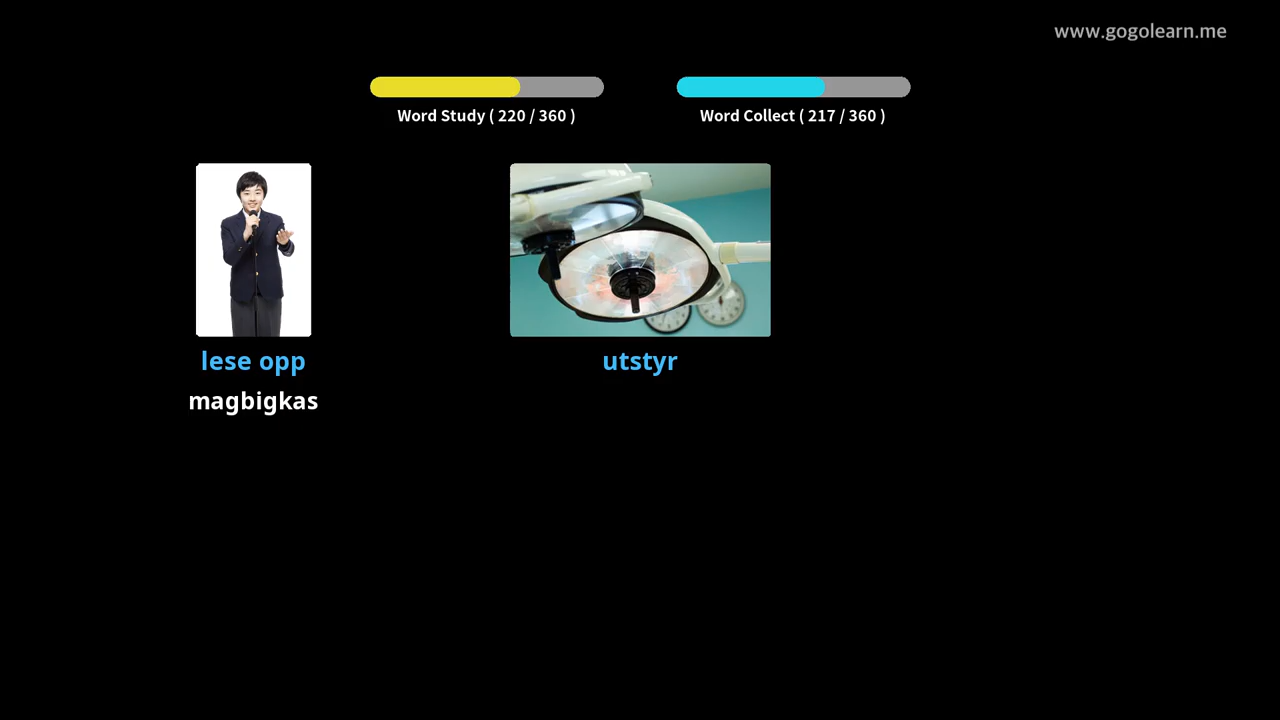 www.gogolearn.me
Word Study ( 220 / 360 )
Word Collect ( 217 / 360 )
lese opp
magbigkas
utstyr